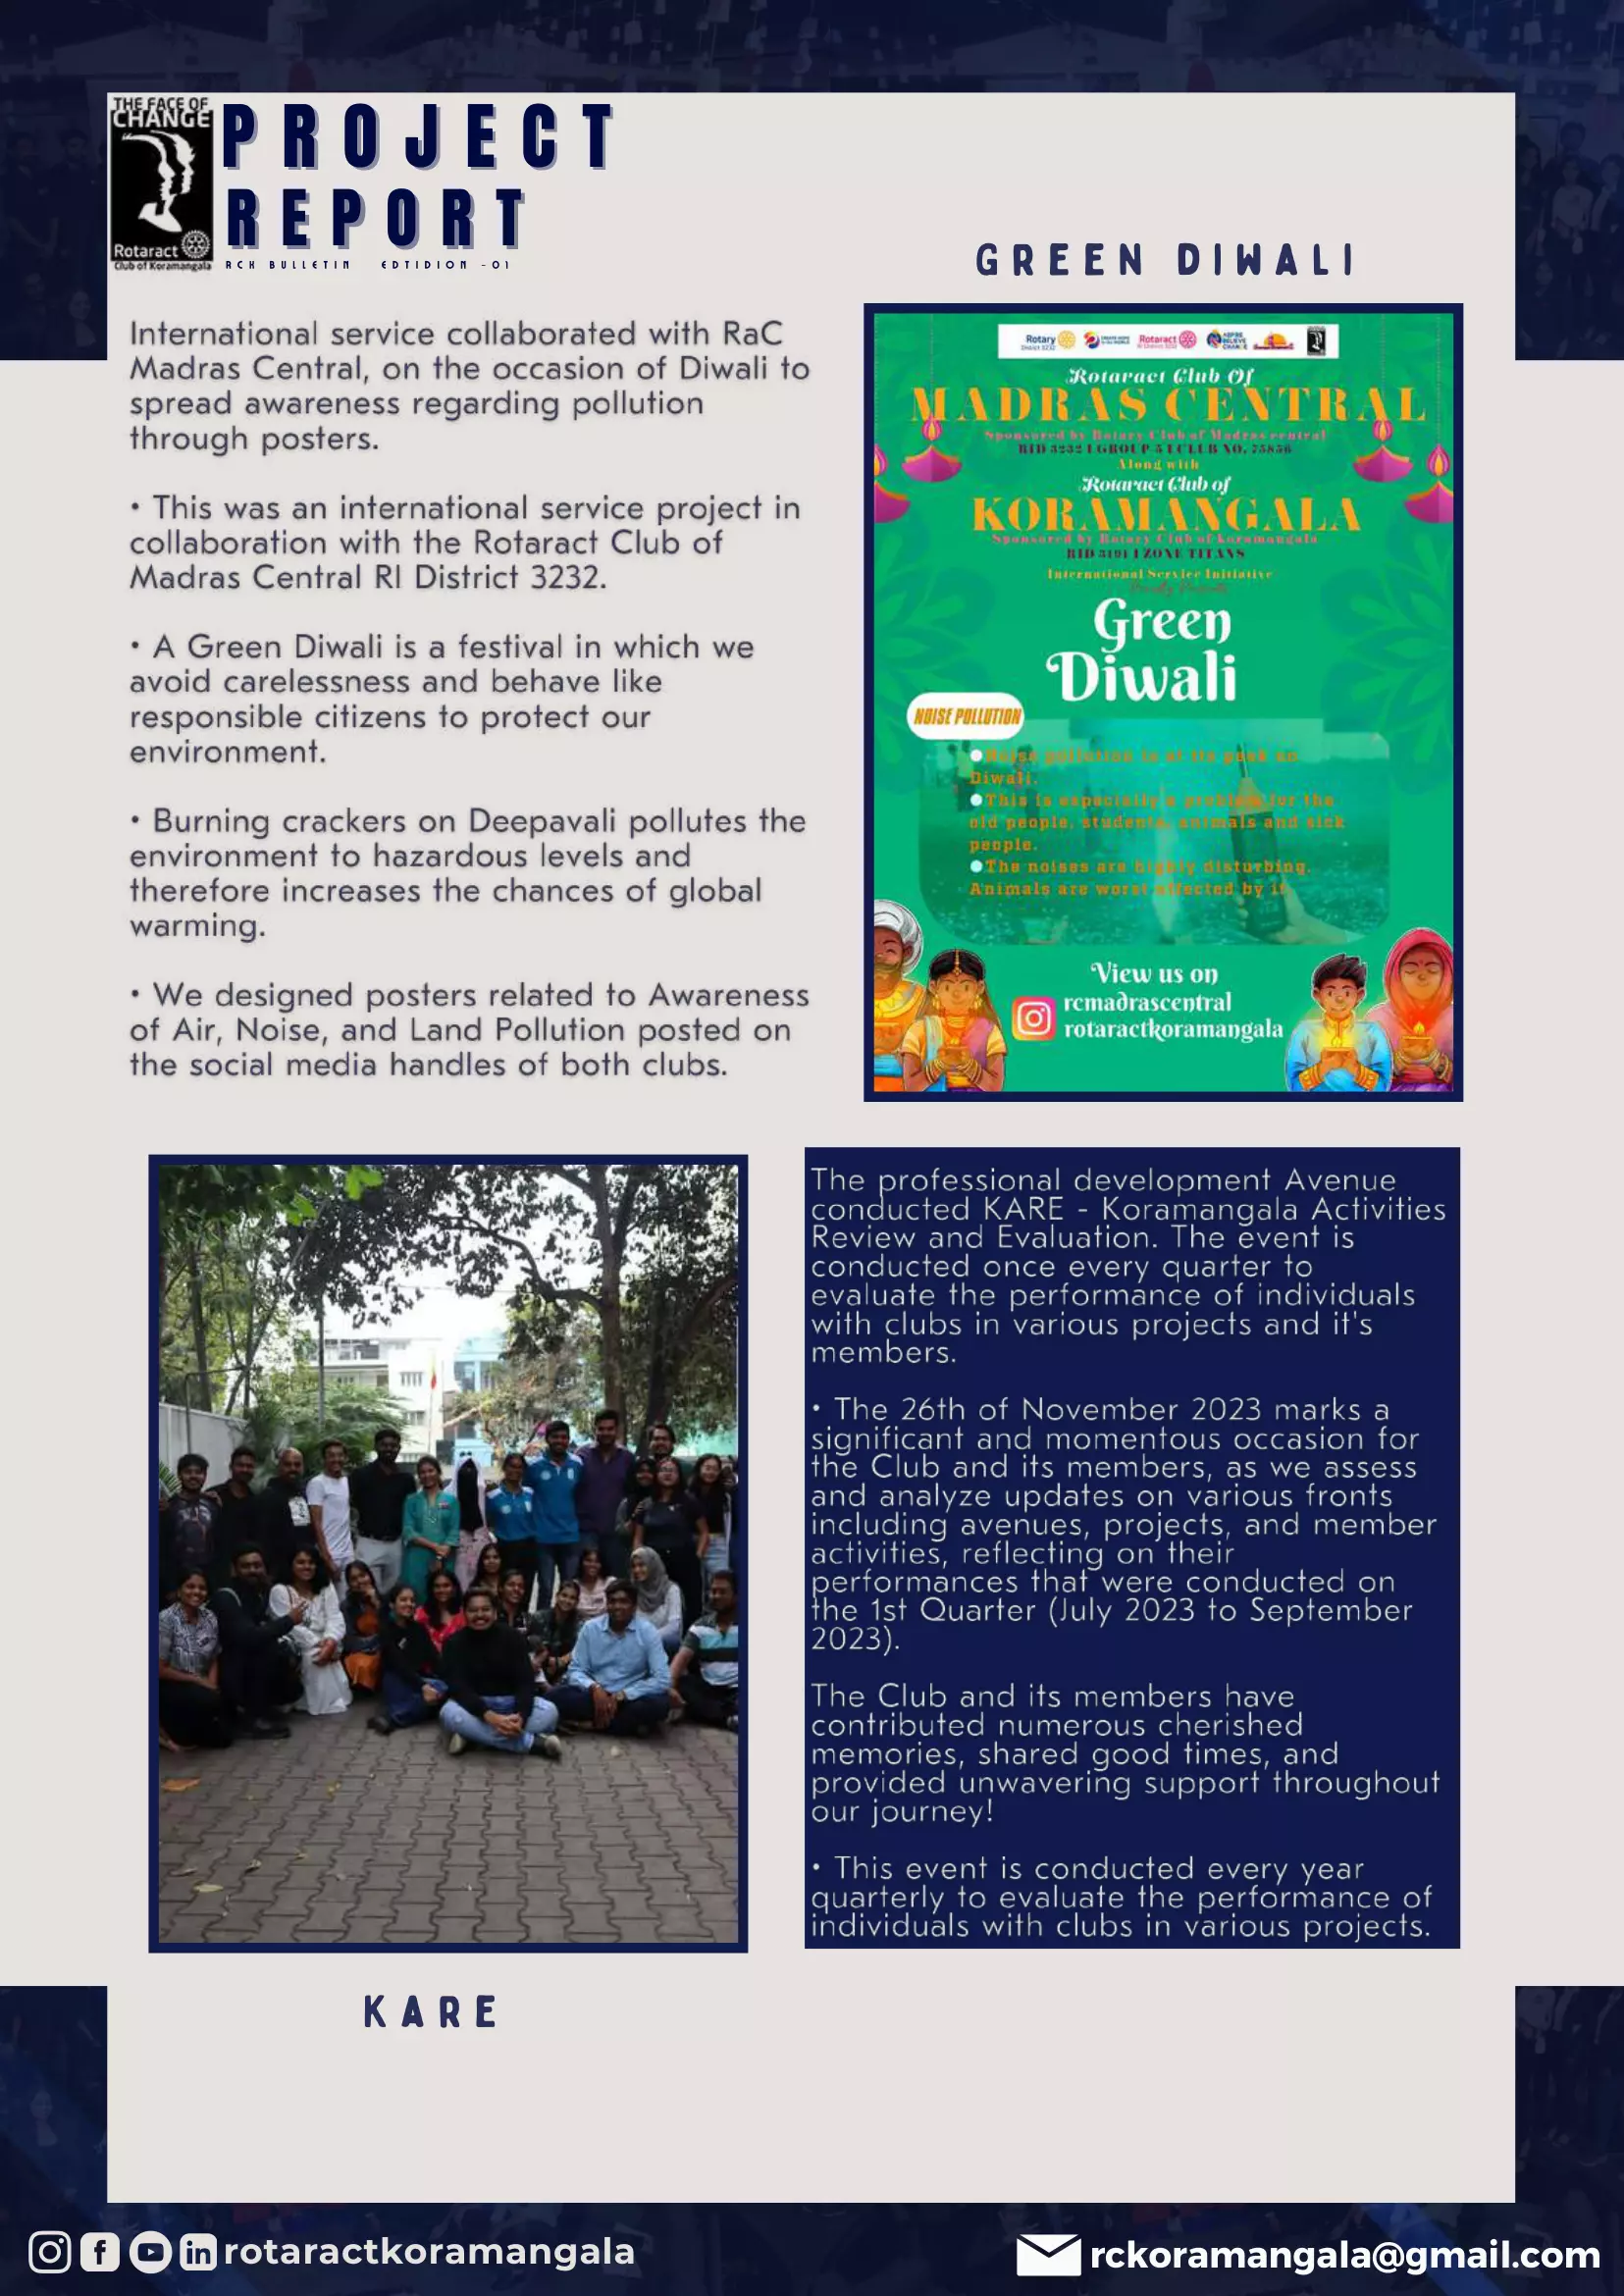 THE FACE OF
CHANGE
Rotaract
Club of Koramangala
PROJECT
REPORT
RCK BULLETIN EDTIDION -01
GREEN DIWALI
International service collaborated with RaC
Madras Central, on the occasion of Diwali to
spread awareness regarding pollution
through posters.
• This was an international service project in
collaboration with the Rotaract Club of
Madras Central RI District 3232.
• A Green Diwali is a festival in which we
avoid carelessness and behave like
responsible citizens to protect our
environment.
• Burning crackers on Deepavali pollutes the
environment to hazardous levels and
therefore increases the chances of global
warming.
• We designed posters related to Awareness
of Air, Noise, and Land Pollution posted on
the social media handles of both clubs.
Rotary
District 3232
Rotaract
Rotaract Club Of
MADRAS CENTRAL
Sponsored by Rotary Club of Madras central
RID 3232 I GROUP 5 I CLUB NO. 75856
Along with
Rotaract Club of
KORAMANGALA
Sponsored by Rotary Club of koramangala
RID 3191 I ZONE TITANS
International Service Initiative
Green
Diwali
NOISE POLLUTION
●Noise pollution is at its peak on
Diwali.
●This is especially a problem for the
old people, students, animals and sick
people.
●The noises are highly disturbing.
Animals are worst affected by it.
View us on
rcmadrascentral
rotaractkoramangala
The professional development Avenue
conducted KARE - Koramangala Activities
Review and Evaluation. The event is
conducted once every quarter to
evaluate the performance of individuals
with clubs in various projects and it's
members.
• The 26th of November 2023 marks a
significant and momentous occasion for
the Club and its members, as we assess
and analyze updates on various fronts
including avenues, projects, and member
activities, reflecting on their
performances that were conducted on
the 1st Quarter (July 2023 to September
2023).
The Club and its members have
contributed numerous cherished
memories, shared good times, and
provided unwavering support throughout
our journey!
• This event is conducted every year
quarterly to evaluate the performance of
individuals with clubs in various projects.
KARE
rotaractkoramangala
rckoramangala@gmail.com